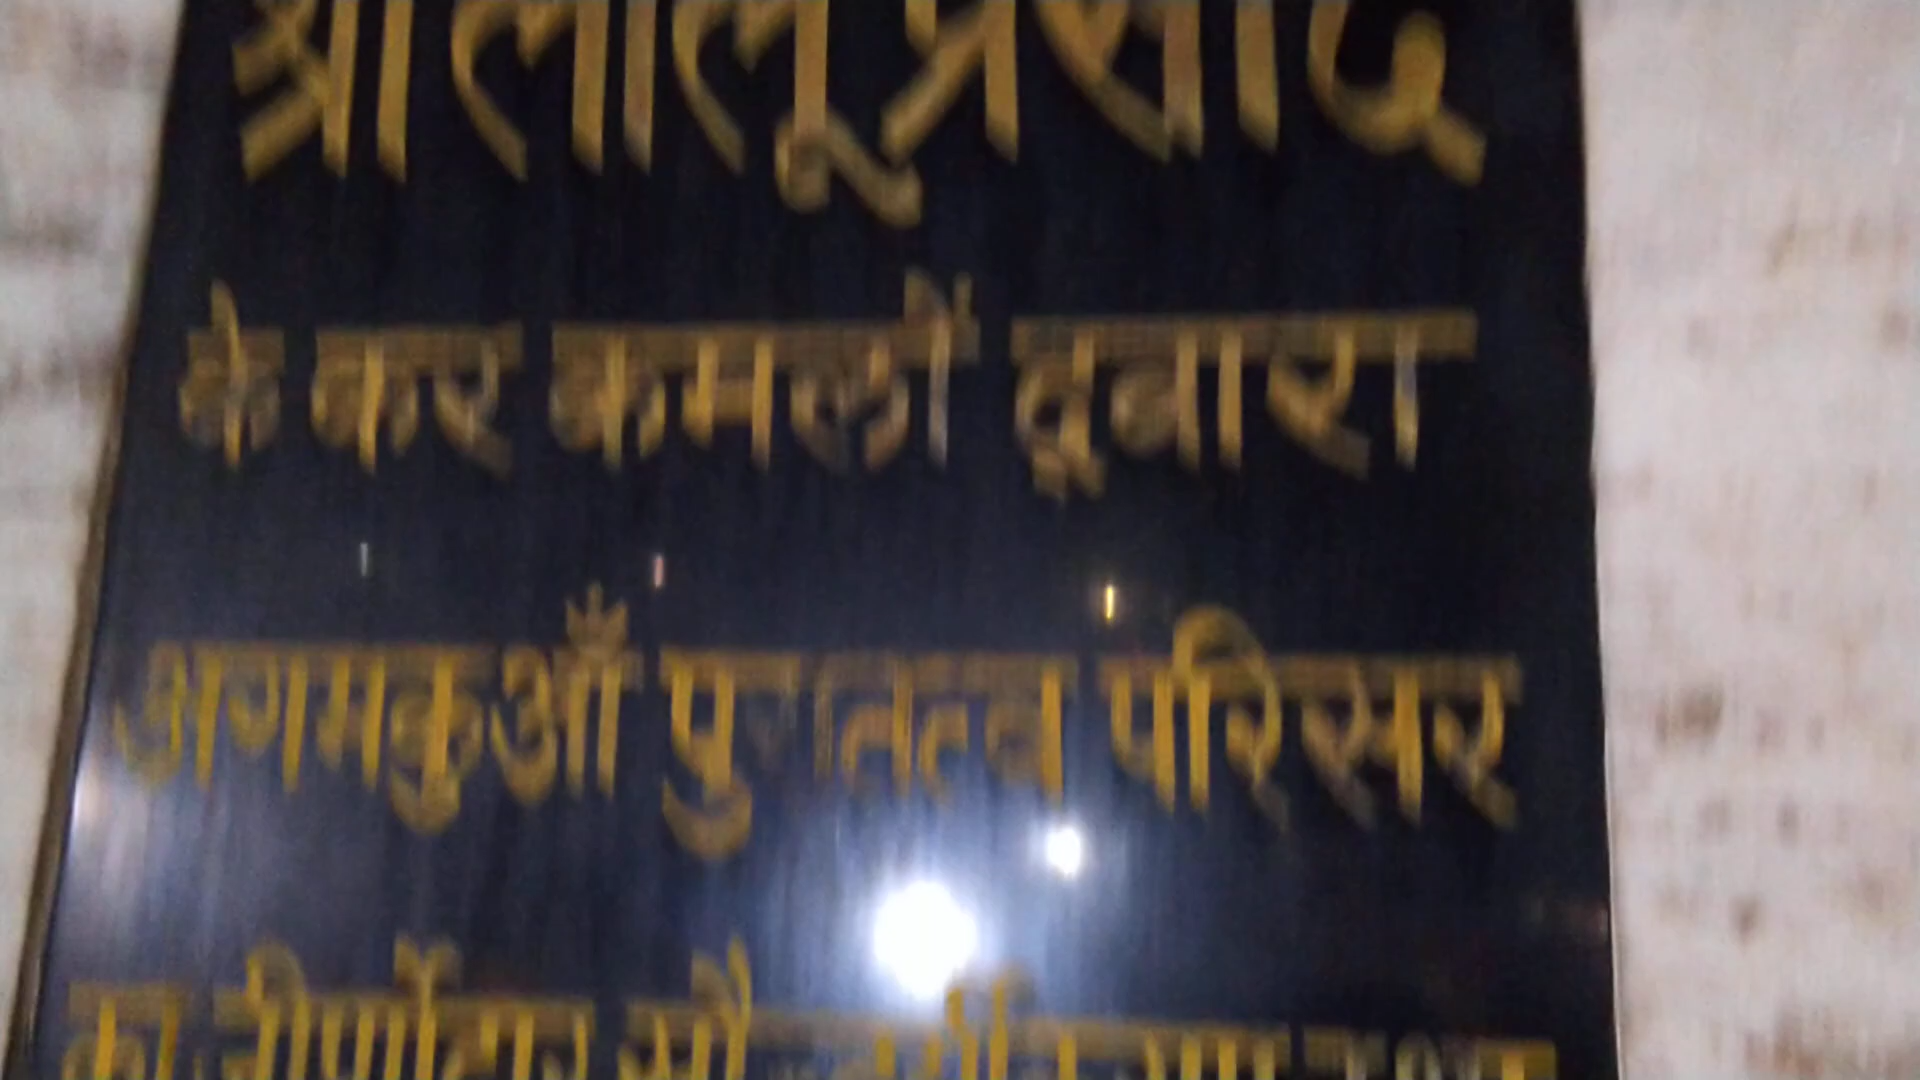 श्री लालू प्रसाद
के कर कमलों द्वारा
अगमकुआँ पुरातत्व परिसर
का जीर्णोद्धार